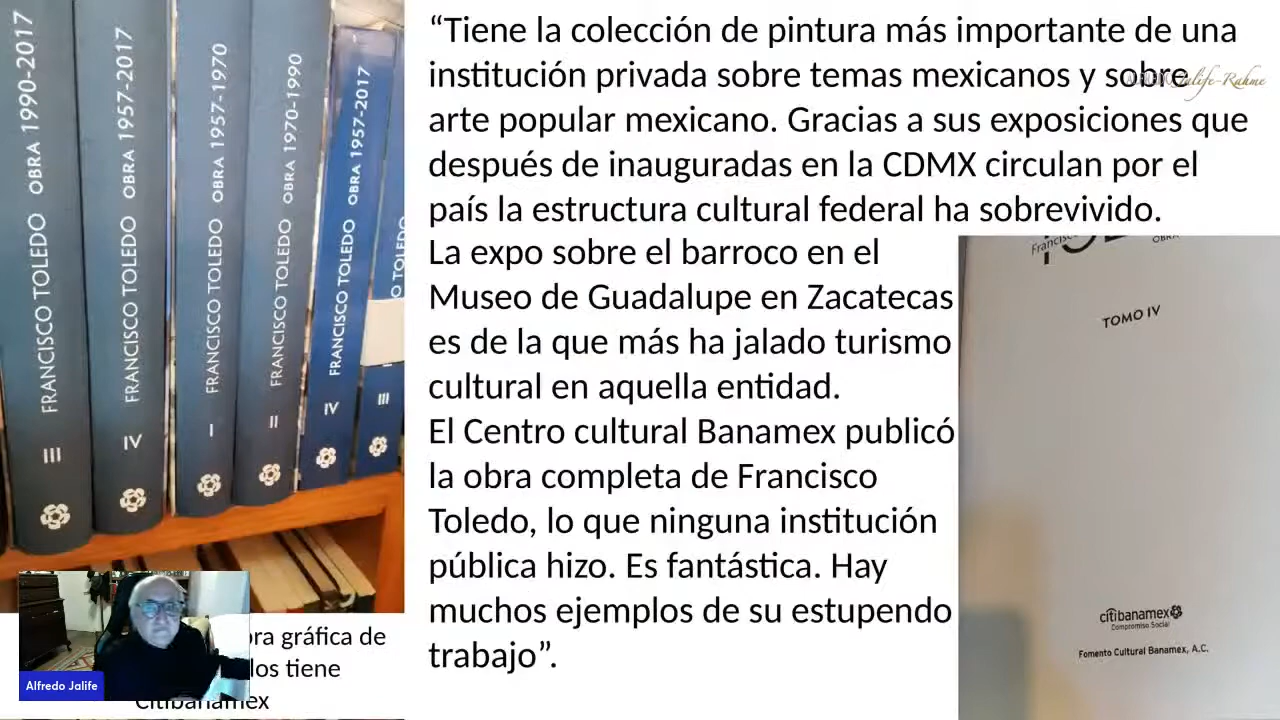 III FRANCISCO TOLEDO OBRA 1990-2017
IV FRANCISCO TOLEDO OBRA 1957-2017
I FRANCISCO TOLEDO OBRA 1957-1970
II FRANCISCO TOLEDO OBRA 1970-1990
IV FRANCISCO TOLEDO OBRA 1957-2017
III
“Tiene la colección de pintura más importante de una
institución privada sobre temas mexicanos y sobre
Jalife-Rahme
arte popular mexicano. Gracias a sus exposiciones que
después de inauguradas en la CDMX circulan por el
país la estructura cultural federal ha sobrevivido.
La expo sobre el barroco en el
Museo de Guadalupe en Zacatecas
es de la que más ha jalado turismo
cultural en aquella entidad.
El Centro cultural Banamex publicó
la obra completa de Francisco
Toledo, lo que ninguna institución
pública hizo. Es fantástica. Hay
muchos ejemplos de su estupendo
trabajo”.
TOMO IV
citibanamex
Compromiso Social
Fomento Cultural Banamex, A.C.
gráfica de
tiene
Citibanamex
Alfredo Jalife